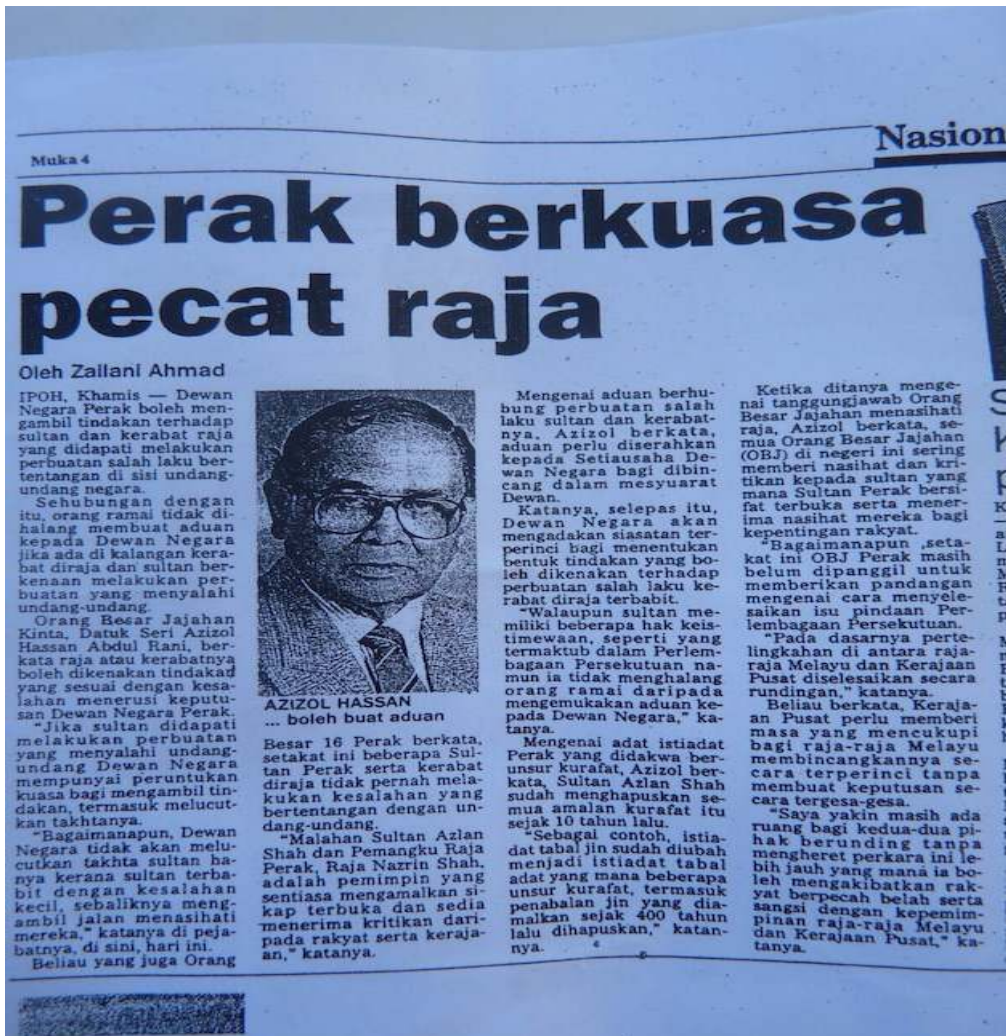 Muka 4
Nasion
Perak berkuasa
pecat raja
Oleh Zailani Ahmad
IPOH, Khamis — Dewan
Negara Perak boleh men-
gambil tindakan terhadap
sultan dan kerabat raja
yang didapati melakukan
perbuatan salah laku ber-
tentangan di sisi undang-
undang negara.
Sehubungan dengan
itu, orang ramai tidak di-
halang membuat aduan
kepada Dewan Negara
jika ada di kalangan kera-
bat diraja dan sultan ber-
kenaan melakukan per-
buatan yang menyalahi
undang-undang.
Orang Besar Jajahan
Kinta, Datuk Seri Azizol
Hassan Abdul Rani, ber-
kata raja atau kerabatnya
boleh dikenakan tindakan
yang sesuai dengan kesa-
lahan menerusi keputu-
san Dewan Negara Perak.
"Jika sultan didapati
melakukan perbuatan
yang menyalahi undang-
undang Dewan Negara
mempunyai peruntukan
kuasa bagi mengambil tin-
dakan, termasuk melucut-
kan takhtanya.
"Bagaimanapun, Dewan
Negara tidak akan melu-
cutkan takhta sultan ha-
nya kerana sultan terba-
bit dengan kesalahan
kecil, sebaliknya meng-
ambil jalan menasihati
mereka," katanya di peja-
batnya, di sini, hari ini.
Beliau yang juga Orang
AZIZOL HASSAN
... boleh buat aduan
Besar 16 Perak berkata,
setakat ini beberapa Sul-
tan Perak serta kerabat
diraja tidak pernah mela-
kukan kesalahan yang
bertentangan dengan un-
dang-undang.
"Malahan Sultan Azlan
Shah dan Pemangku Raja
Perak, Raja Nazrin Shah,
adalah pemimpin yang
sentiasa mengamalkan si-
kap terbuka dan sedia
menerima kritikan dari-
pada rakyat serta keraja-
an," katanya.
Mengenai aduan berhu-
bung perbuatan salah
laku sultan dan kerabat-
nya, Azizol berkata,
aduan perlu diserahkan
kepada Setiausaha De-
wan Negara bagi dibin-
cang dalam mesyuarat
Dewan.
Katanya, selepas itu,
Dewan Negara akan
mengadakan siasatan ter-
perinci bagi menentukan
bentuk tindakan yang bo-
leh dikenakan terhadap
perbuatan salah laku ke-
rabat diraja terbabit.
"Walaupun sultan me-
miliki beberapa hak keis-
timewaan, seperti yang
termaktub dalam Perlem-
bagaan Persekutuan na-
mun ia tidak menghalang
orang ramai daripada
mengemukakan aduan ke-
pada Dewan Negara," ka-
tanya.
Mengenai adat istiadat
Perak yang didakwa ber-
unsur kurafat, Azizol ber-
kata, Sultan Azlan Shah
sudah menghapuskan se-
mua amalan kurafat itu
sejak 10 tahun lalu.
"Sebagai contoh, istia-
dat tabal jin sudah diubah
menjadi istiadat tabal
adat yang mana beberapa
unsur kurafat, termasuk
penabalan jin yang dia-
malkan sejak 400 tahun
lalu dihapuskan," katan-
nya.
Ketika ditanya menge-
nai tanggungjawab Orang
Besar Jajahan menasihati
raja, Azizol berkata, se-
mua Orang Besar Jajahan
(OBJ) di negeri ini sering
memberi nasihat dan kri-
tikan kepada sultan yang
mana Sultan Perak bersi-
fat terbuka serta mener-
ima nasihat mereka bagi
kepentingan rakyat.
"Bagaimanapun ,seta-
kat ini OBJ Perak masih
belum dipanggil untuk
memberikan pandangan
mengenai cara menyele-
saikan isu pindaan Per-
lembagaan Persekutuan.
"Pada dasarnya perte-
lingkahan di antara raja-
raja Melayu dan Kerajaan
Pusat diselesaikan secara
rundingan," katanya.
Beliau berkata, Keraja-
an Pusat perlu memberi
masa yang mencukupi
bagi raja-raja Melayu
membincangkannya se-
cara terperinci tanpa
membuat keputusan se-
cara tergesa-gesa.
"Saya yakin masih ada
ruang bagi kedua-dua pi-
hak berunding tanpa
mengheret perkara ini le-
bih jauh yang mana ia bo-
leh mengakibatkan rak-
yat berpecah belah serta
sangsi dengan kepemim-
pinan raja-raja Melayu
dan Kerajaan Pusat," ka-
tanya.